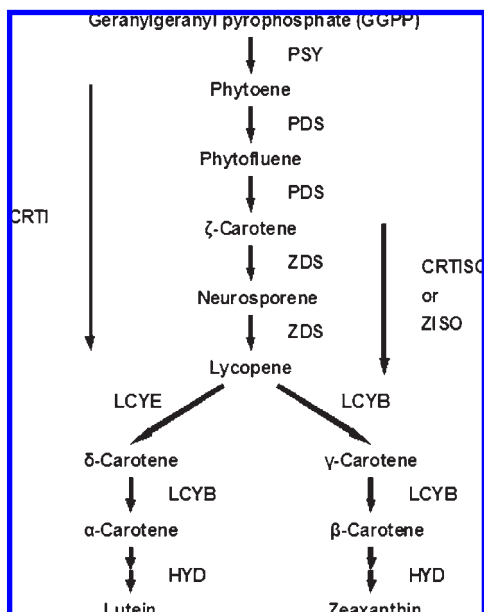 Geranylgeranyl pyrophosphate (GGPP)
PSY
Phytoene
PDS
Phytofluene
PDS
CRTI
ζ-Carotene
ZDS
CRTISO
or
ZISO
Neurosporene
ZDS
Lycopene
LCYE
LCYB
δ-Carotene
γ-Carotene
LCYB
LCYB
α-Carotene
β-Carotene
HYD
HYD
Lutein
Zeaxanthin